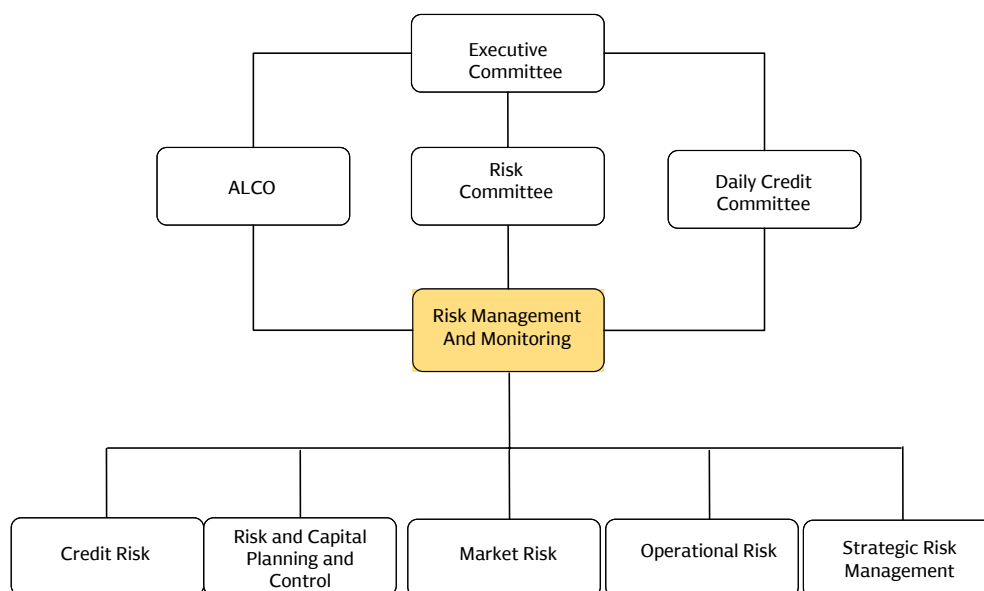 Executive
Committee
ALCO
Risk
Committee
Daily Credit
Committee
Risk Management
And Monitoring
Credit Risk
Risk and Capital
Planning and
Control
Market Risk
Operational Risk
Strategic Risk
Management